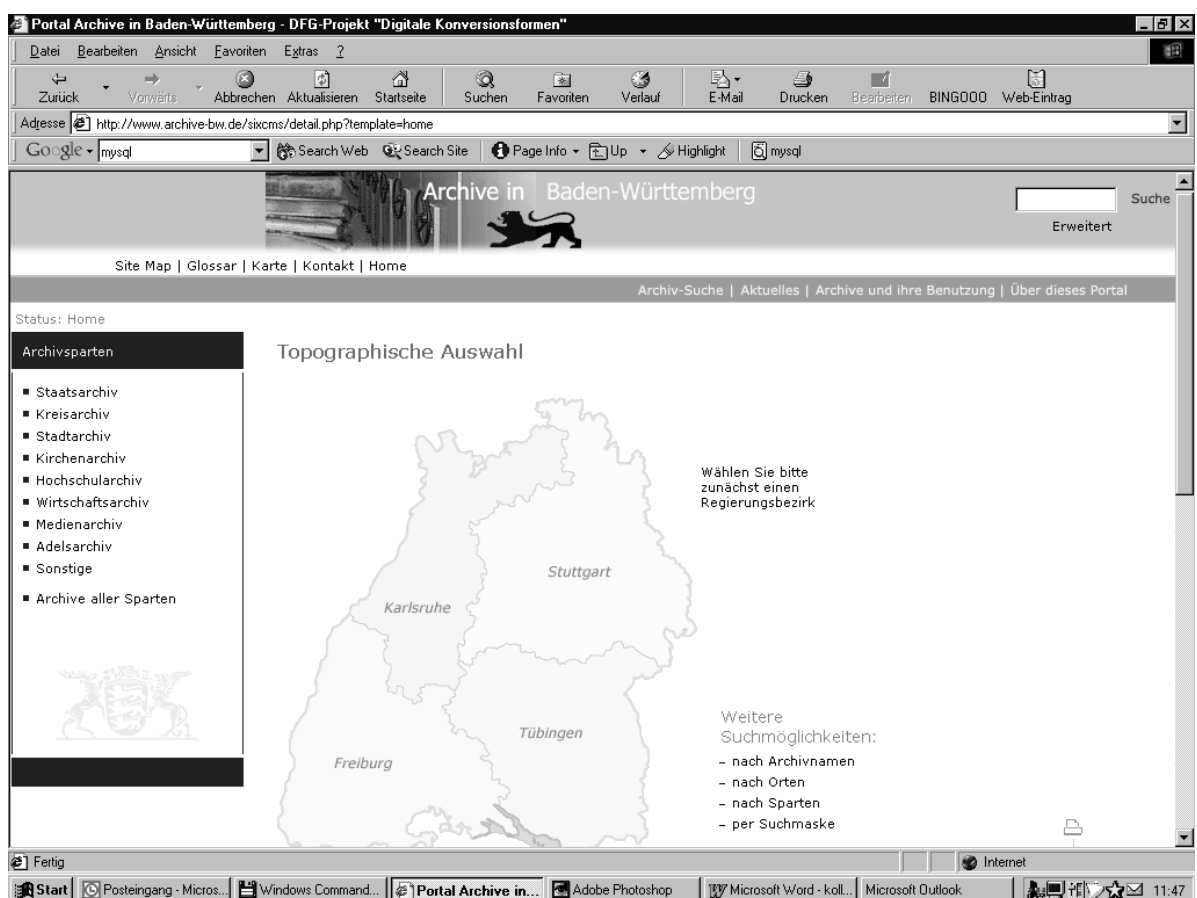 Portal Archive in Baden-Württemberg - DFG-Projekt "Digitale Konversionsformen"
Datei Bearbeiten Ansicht Favoriten Extras ?
Zurück Vorwärts Abbrechen Aktualisieren Startseite Suchen Favoriten Verlauf E-Mail Drucken Bearbeiten BINGOOO Web-Eintrag
Adresse http://www.archive-bw.de/sixcms/detail.php?template=home
Google mysql Search Web Search Site Page Info Up Highlight mysql
Archive in Baden-Württemberg
Suche
Erweitert
Site Map | Glossar | Karte | Kontakt | Home
Archiv-Suche | Aktuelles | Archive und ihre Benutzung | Über dieses Portal
Status: Home
Archivsparten
Staatsarchiv
Kreisarchiv
Stadtarchiv
Kirchenarchiv
Hochschularchiv
Wirtschaftsarchiv
Medienarchiv
Adelsarchiv
Sonstige
Archive aller Sparten
Topographische Auswahl
Stuttgart
Karlsruhe
Tübingen
Freiburg
Wählen Sie bitte
zunächst einen
Regierungsbezirk
Weitere
Suchmöglichkeiten:
– nach Archivnamen
– nach Orten
– nach Sparten
– per Suchmaske
Fertig Internet
Start Posteingang - Micros... Windows Command... Portal Archive in... Adobe Photoshop Microsoft Word - koll... Microsoft Outlook 11:47